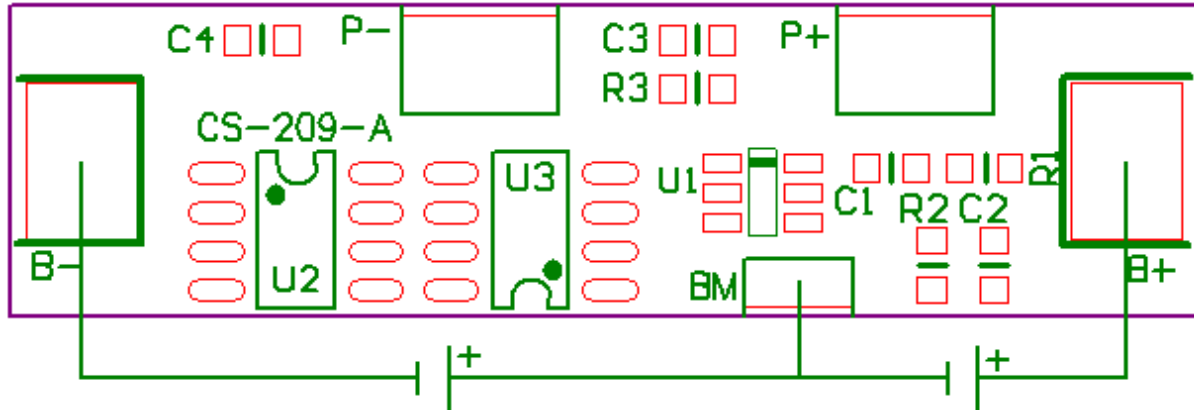 C4 P- C3 P+
R3
CS-209-A
U3 U1 R1
C1 R2 C2
B- U2 BM B+
+ +